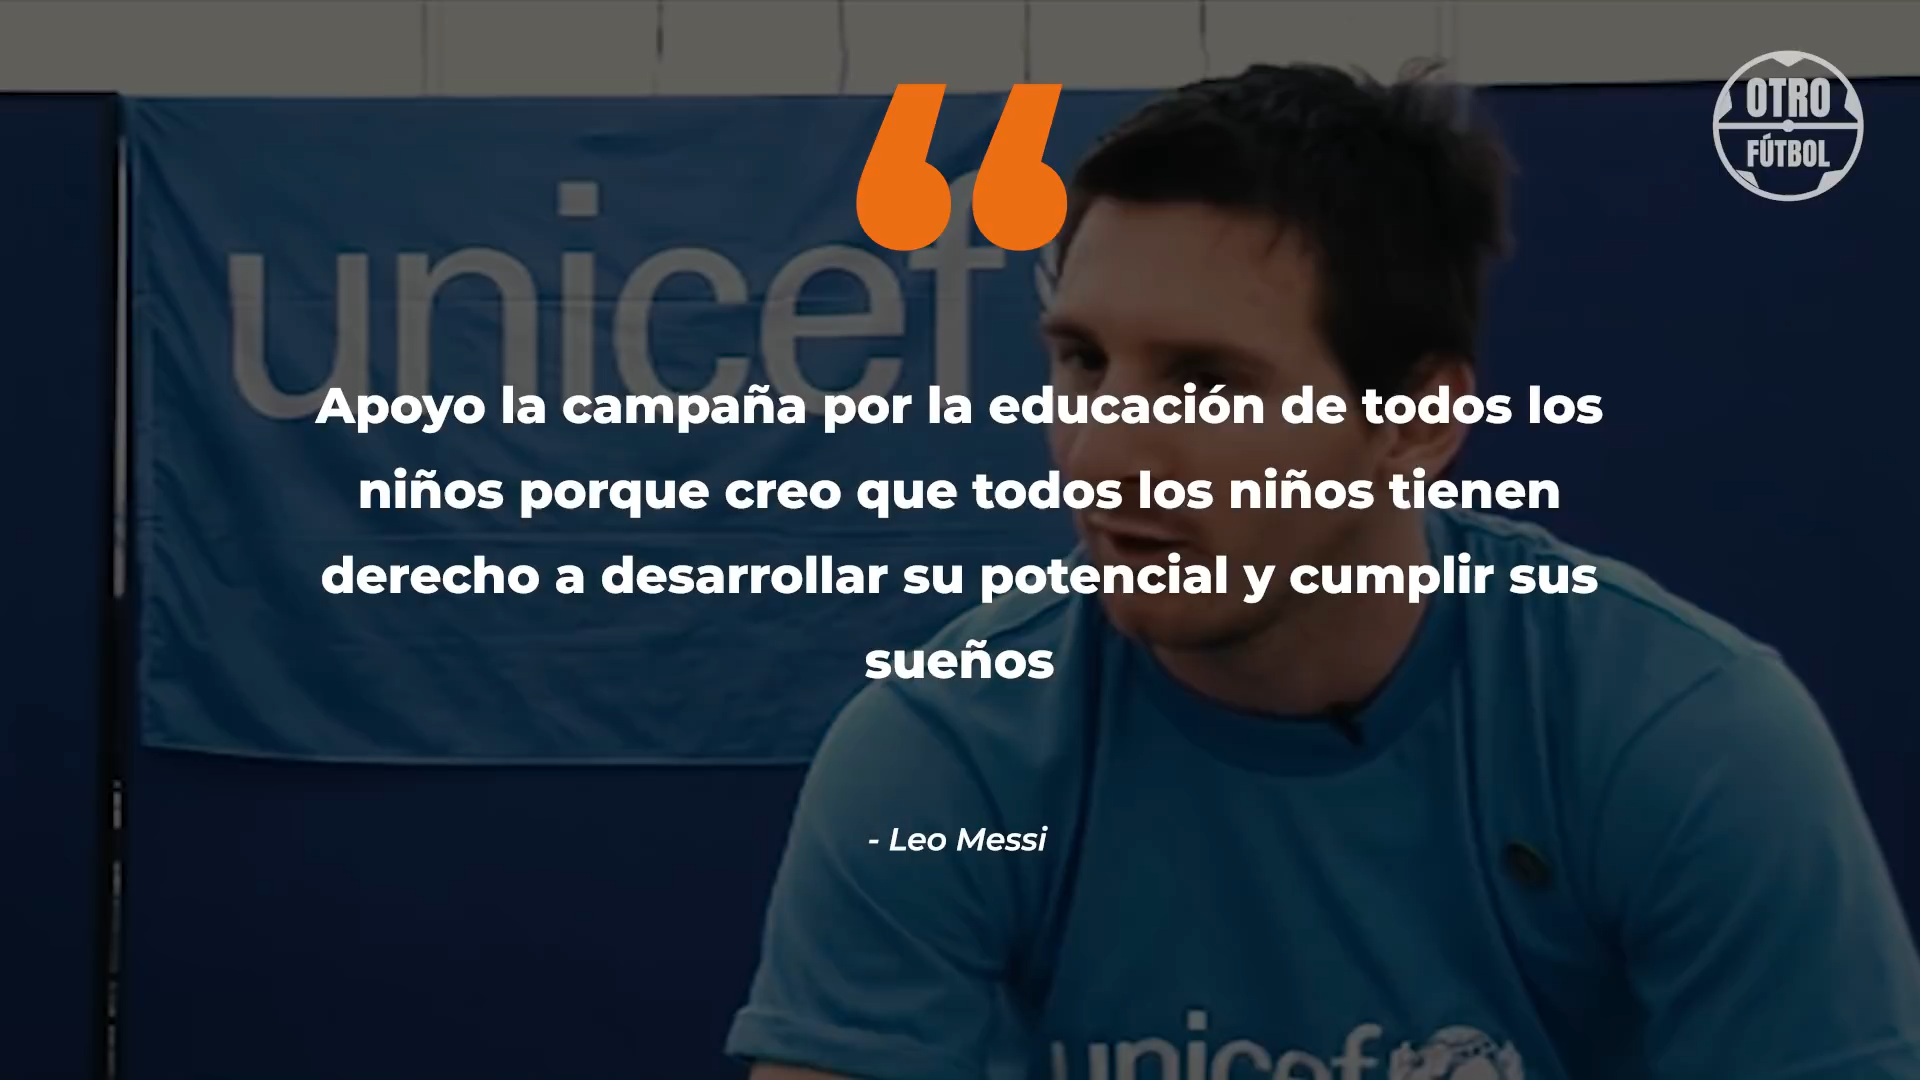 OTRO
FÚTBOL
unicef
“
Apoyo la campaña por la educación de todos los
niños porque creo que todos los niños tienen
derecho a desarrollar su potencial y cumplir sus
sueños
- Leo Messi
unicef